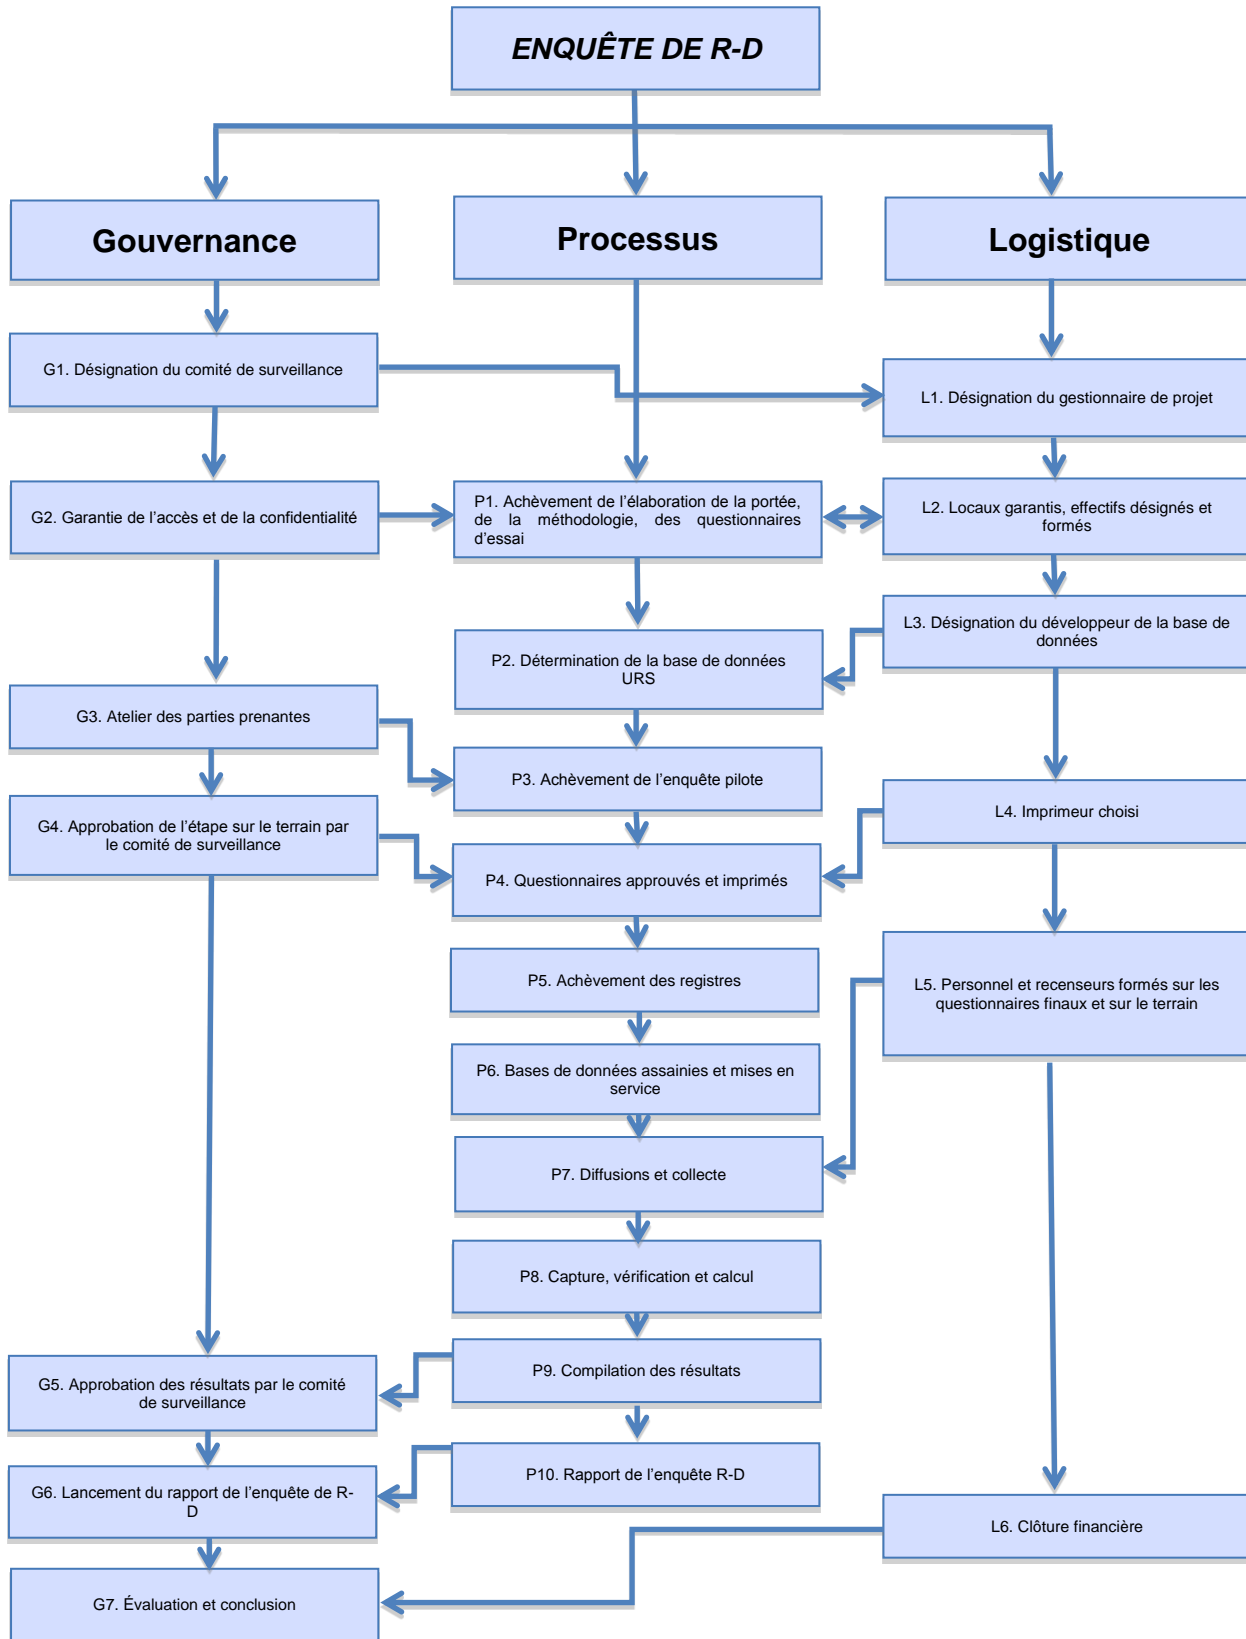 ENQUÊTE DE R-D
Gouvernance
Processus
Logistique
G1. Désignation du comité de surveillance
L1. Désignation du gestionnaire de projet
G2. Garantie de l’accès et de la confidentialité
P1. Achèvement de l’élaboration de la portée,
de la méthodologie, des questionnaires
d’essai
L2. Locaux garantis, effectifs désignés et
formés
L3. Désignation du développeur de la base de
données
P2. Détermination de la base de données
URS
G3. Atelier des parties prenantes
P3. Achèvement de l’enquête pilote
L4. Imprimeur choisi
G4. Approbation de l’étape sur le terrain par
le comité de surveillance
P4. Questionnaires approuvés et imprimés
P5. Achèvement des registres
L5. Personnel et recenseurs formés sur les
questionnaires finaux et sur le terrain
P6. Bases de données assainies et mises en
service
P7. Diffusions et collecte
P8. Capture, vérification et calcul
P9. Compilation des résultats
G5. Approbation des résultats par le comité
de surveillance
P10. Rapport de l’enquête R-D
G6. Lancement du rapport de l’enquête de R-
D
L6. Clôture financière
G7. Évaluation et conclusion